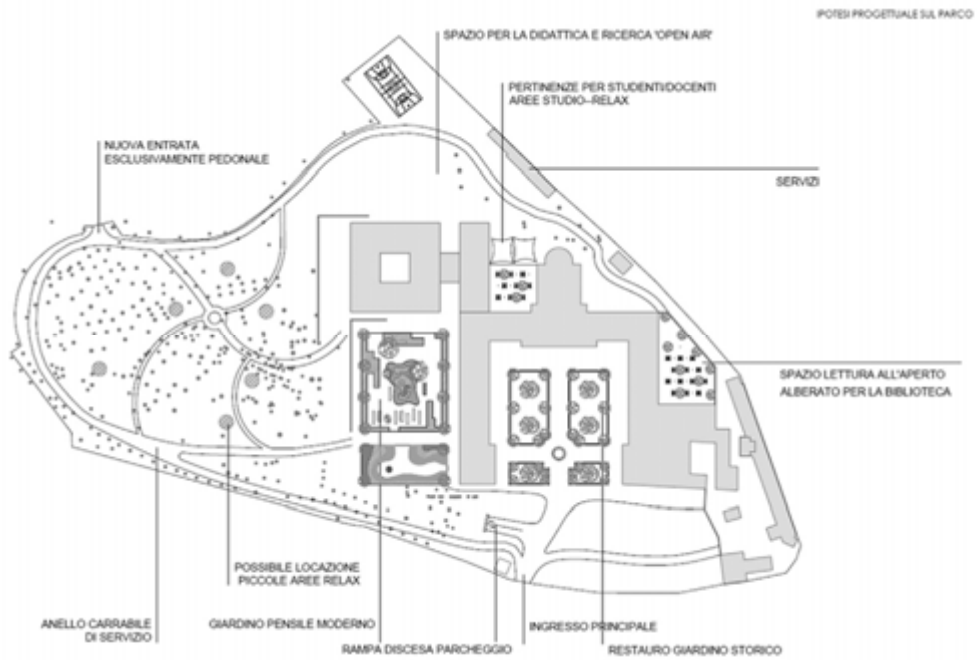 IPOTESI PROGETTUALE SUL PARCO
SPAZIO PER LA DIDATTICA E RICERCA 'OPEN AIR'
PERTINENZE PER STUDENTI/DOCENTI
AREE STUDIO-RELAX
NUOVA ENTRATA
ESCLUSIVAMENTE PEDONALE
SERVIZI
SPAZIO LETTURA ALL'APERTO
ALBERATO PER LA BIBLIOTECA
POSSIBILE LOCAZIONE
PICCOLE AREE RELAX
ANELLO CARRABILE
DI SERVIZIO
GIARDINO PENSILE MODERNO
RAMPA DISCESA PARCHEGGIO
INGRESSO PRINCIPALE
RESTAURO GIARDINO STORICO